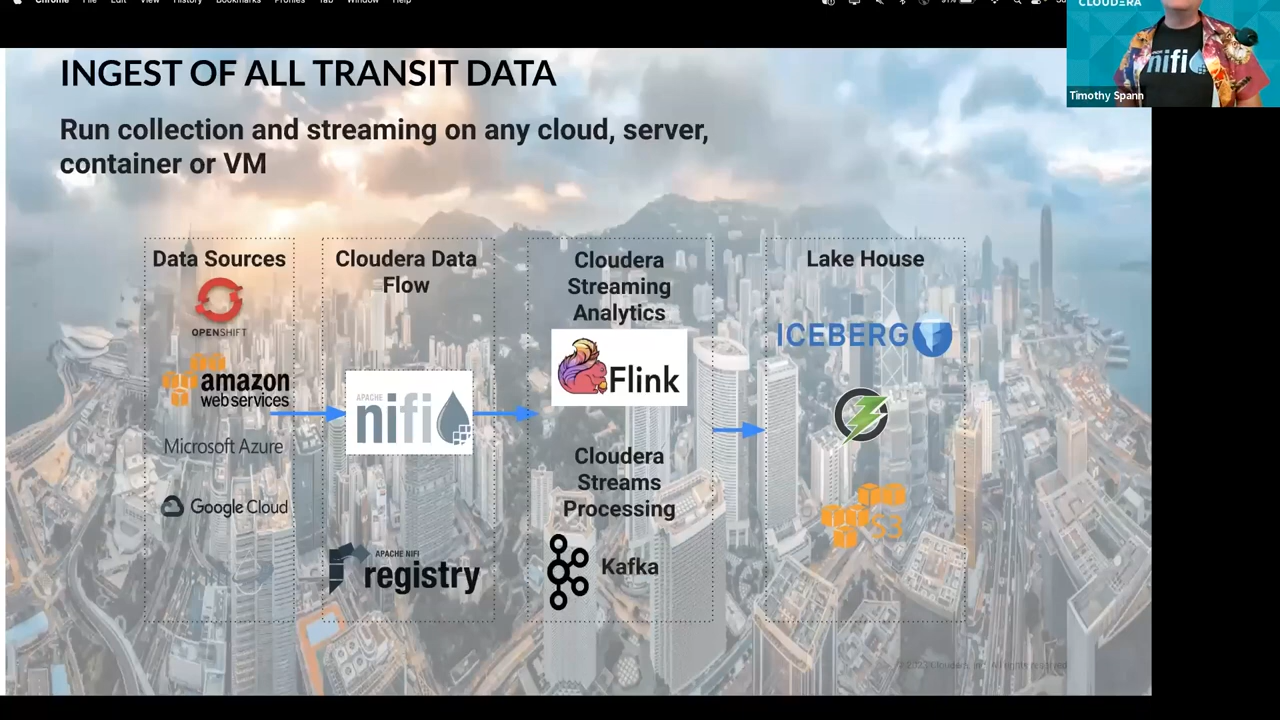 Chrome File Edit View History Bookmarks Profiles Tab Window Help
CLOUDERA
nifi
Timothy Spann
INGEST OF ALL TRANSIT DATA
Run collection and streaming on any cloud, server,
container or VM
Data Sources
OPENSHIFT
amazon
web services
Microsoft Azure
Google Cloud
Cloudera Data
Flow
APACHE
nifi
APACHE NIFI
registry
Cloudera
Streaming
Analytics
Flink
Cloudera
Streams
Processing
Kafka
Lake House
ICEBERG
S3